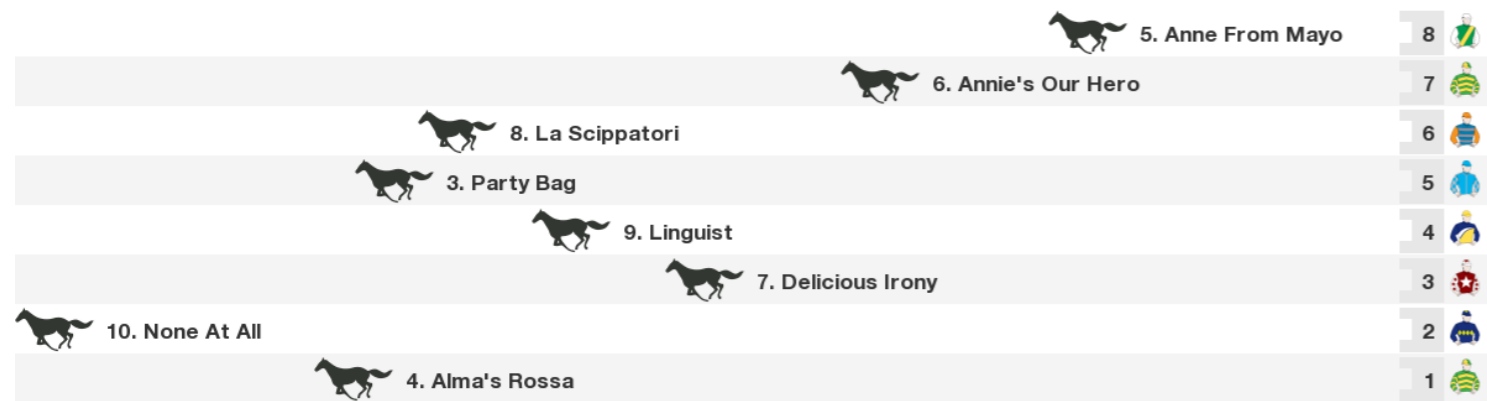 5. Anne From Mayo 8
6. Annie's Our Hero 7
8. La Scippatori 6
3. Party Bag 5
9. Linguist 4
7. Delicious Irony 3
10. None At All 2
4. Alma's Rossa 1